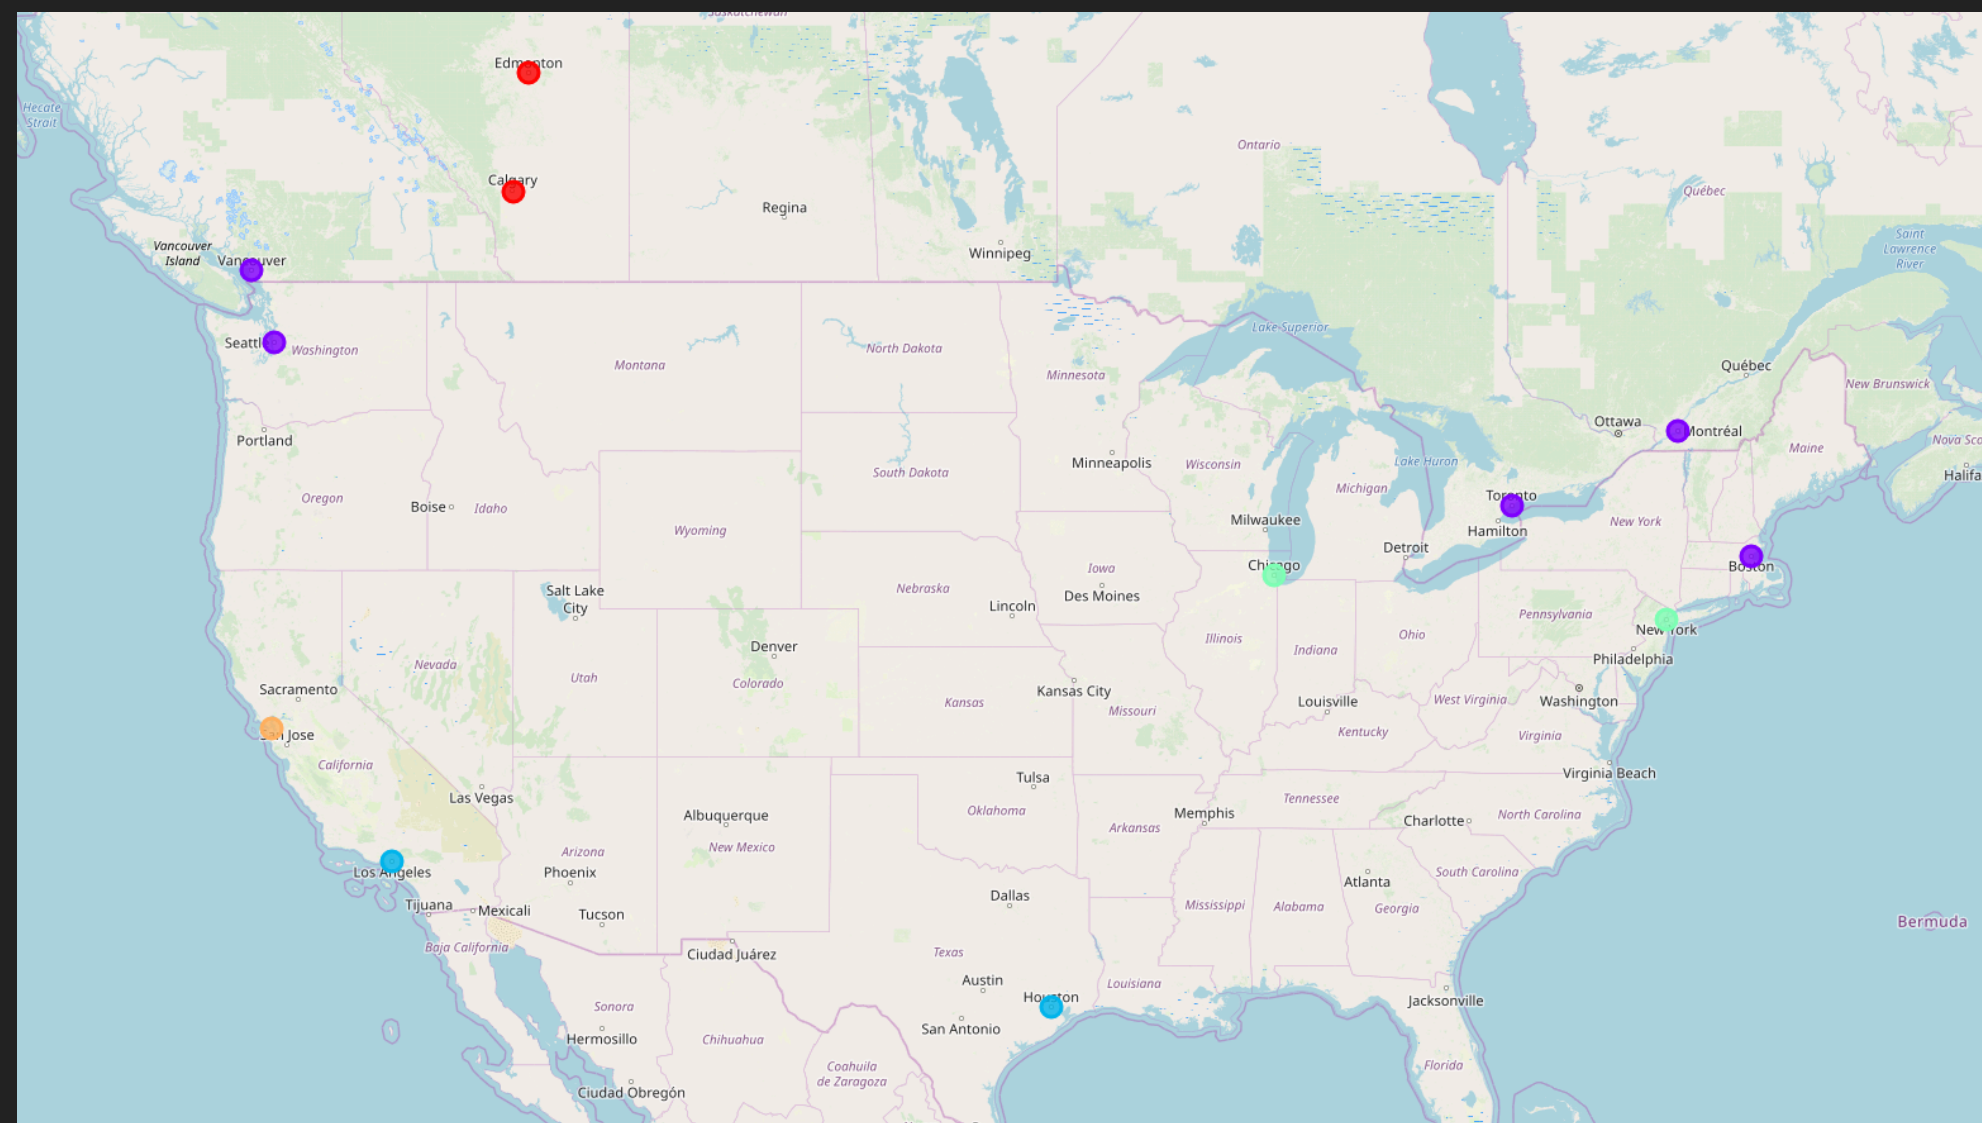 Saskatchewan
Edmonton
Hecate
Strait
Ontario
Calgary
Québec
Regina
Vancouver
Island
Winnipeg
Saint
Lawrence
River
Vancouver
Lake Superior
Seattle
Washington
Montana
North Dakota
Minnesota
Québec
New Brunswick
Ottawa
Montréal
Portland
Minneapolis
Wisconsin
Lake Huron
Maine
Nova Sco
Halifa
South Dakota
Michigan
Oregon
Boise
Idaho
Toronto
Milwaukee
Hamilton
New York
Wyoming
Detroit
Chicago
Boston
Iowa
Salt Lake
City
Nebraska
Des Moines
Lincoln
Pennsylvania
New York
Illinois
Ohio
Indiana
Denver
Philadelphia
Nevada
Utah
Colorado
Sacramento
Kansas City
Kansas
Missouri
Louisville
West Virginia
Washington
San Jose
Kentucky
Virginia
California
Las Vegas
Tulsa
Virginia Beach
Albuquerque
Oklahoma
Memphis
Tennessee
Charlotte
North Carolina
Arkansas
New Mexico
Arizona
Los Angeles
Phoenix
South Carolina
Atlanta
Dallas
Tijuana
Mexicali
Tucson
Mississippi
Alabama
Georgia
Bermuda
Baja California
Ciudad Juárez
Texas
Austin
Louisiana
Houston
Sonora
Jacksonville
San Antonio
Hermosillo
Chihuahua
Florida
Coahuila
de Zaragoza
Ciudad Obregón